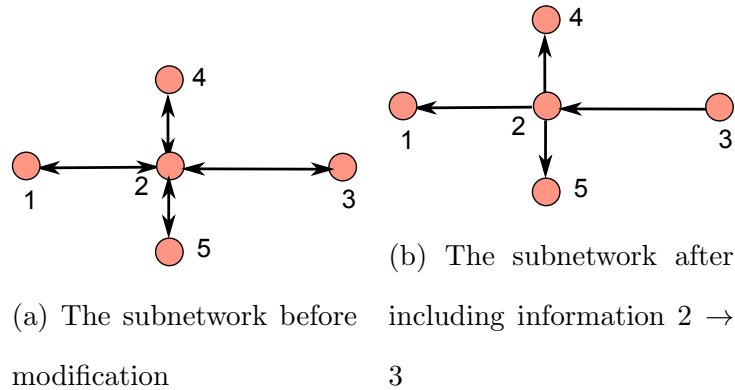 4
2
1
3
5
(a) The subnetwork before
modification
4
2
1
3
5
(b) The subnetwork after
including information 2 →
3